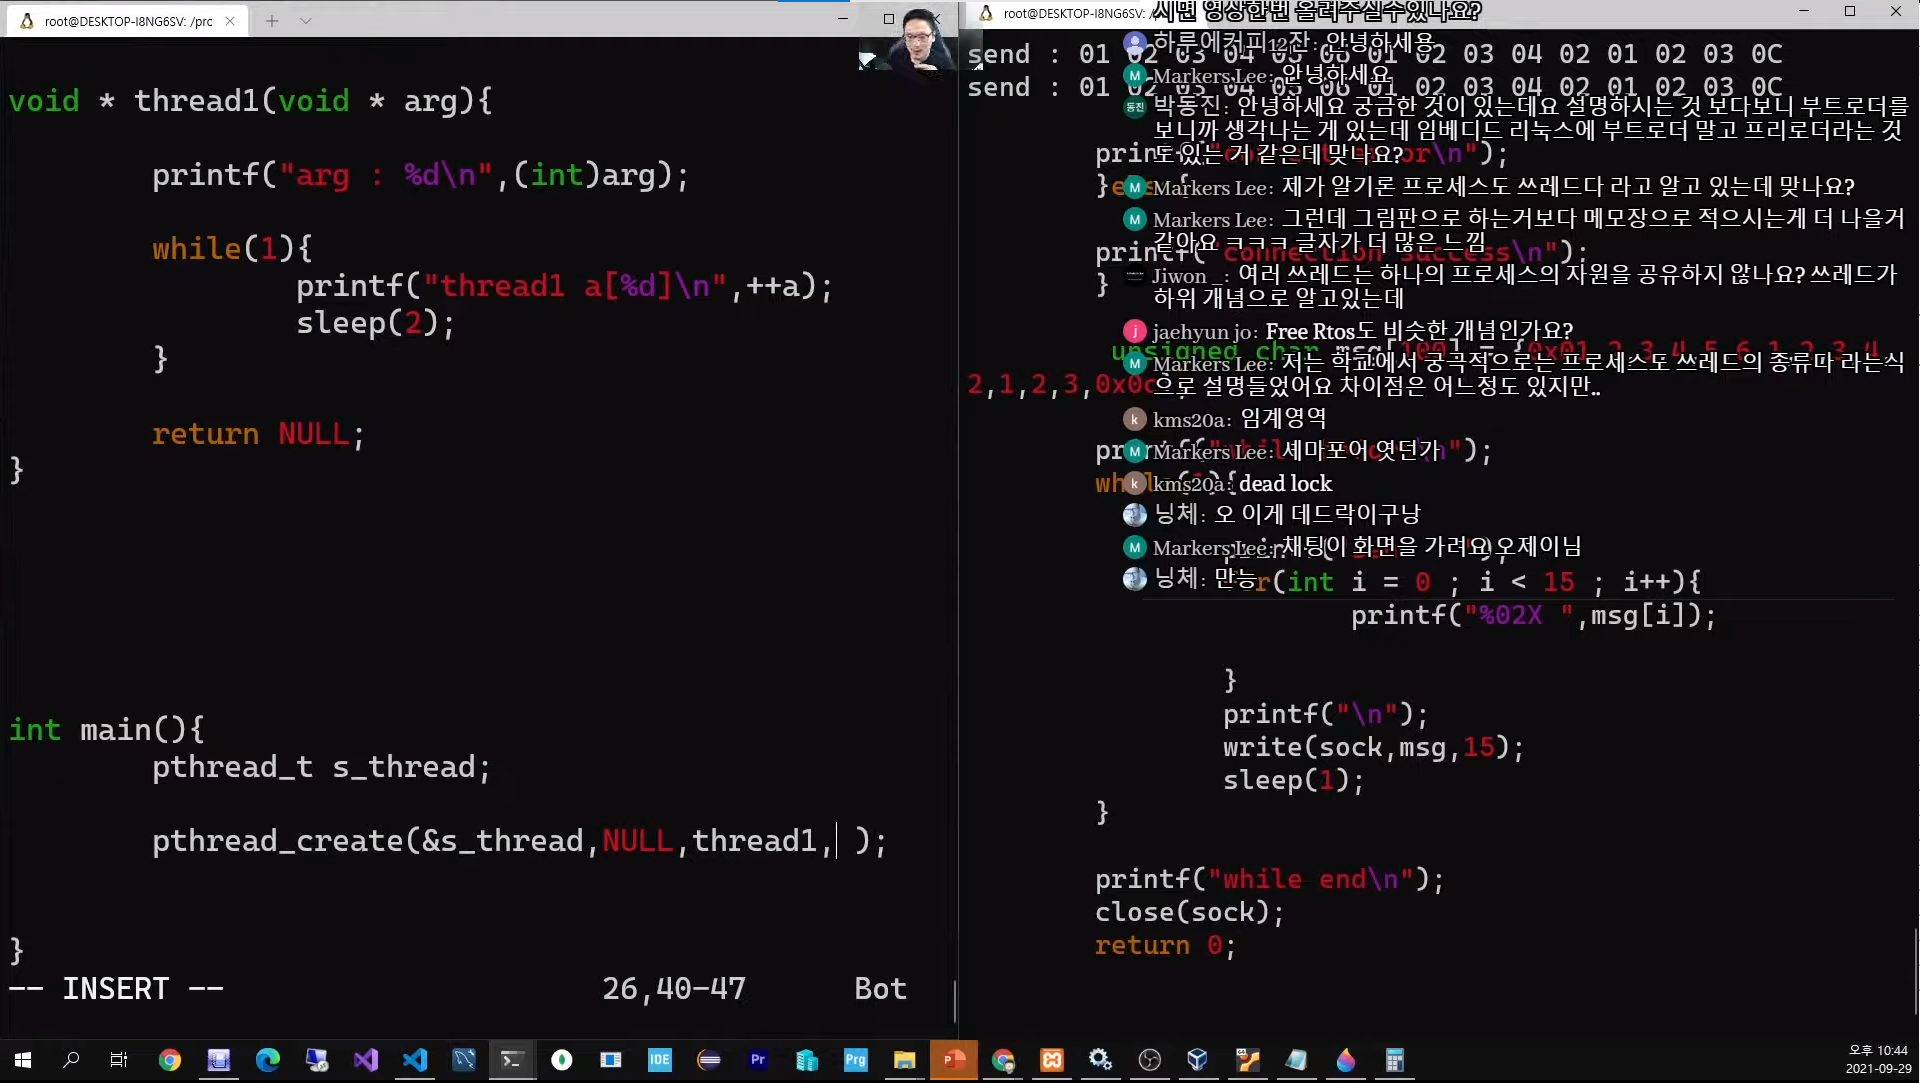 root@DESKTOP-I8NG6SV: /prc
void * thread1(void * arg){
printf("arg : %d\n",(int)arg);
while(1){
printf("thread1 a[%d]\n",++a);
sleep(2);
}
return NULL;
}
int main(){
pthread_t s_thread;
pthread_create(&s_thread,NULL,thread1, );
}
-- INSERT --
26,40-47
Bot
root@DESKTOP-I8NG6SV:
시면 영상한번 올려주실수있나요?
send : 01 02 03 04 05 06 01 02 03 04 02 01 02 03 0C
하루에커피12잔: 안녕하세용
Markers Lee: 안녕하세요
send : 01 02 03 04 05 06 01 02 03 04 02 01 02 03 0C
박동진: 안녕하세요 궁금한 것이 있는데요 설명하시는 것 보다보니 부트로더를
보니까 생각나는 게 있는데 임베디드 리눅스에 부트로더 말고 프리로더라는 것
도 있는 거 같은데 맞나요?
\n");
Markers Lee: 제가 알기론 프로세스도 쓰레드다 라고 알고 있는데 맞나요?
Markers Lee: 그런데 그림판으로 하는거보다 메모장으로 적으시는게 더 나을거
같아요 ㅋㅋㅋ 글자가 더 많은 느낌
printf("connection success\n");
}
Jiwon _: 여러 쓰레드는 하나의 프로세스의 자원을 공유하지 않나요? 쓰레드가
하위 개념으로 알고있는데
jaehyun jo: Free Rtos도 비슷한 개념인가요?
unsigned char msg[100] = {0x01,2,3,4,5,6,1,2,3,4
Markers Lee: 저는 학교에서 궁극적으로는 프로세스도 쓰레드의 종류따 라는식
으로 설명들었어요 차이점은 어느정도 있지만..
2,1,2,3,0x0c
kms20a: 임계영역
Markers Lee: 세마포어 엿던가
\n");
kms20a: dead lock
닝체: 오 이게 데드락이구낭
Markers Lee: 채팅이 화면을 가려요 오제이님
닝체: 만능
for(int i = 0 ; i < 15 ; i++){
printf("%02X ",msg[i]);
}
printf("\n");
write(sock,msg,15);
sleep(1);
}
printf("while end\n");
close(sock);
return 0;
IDE
Pr
Prg
오후 10:44
2021-09-29